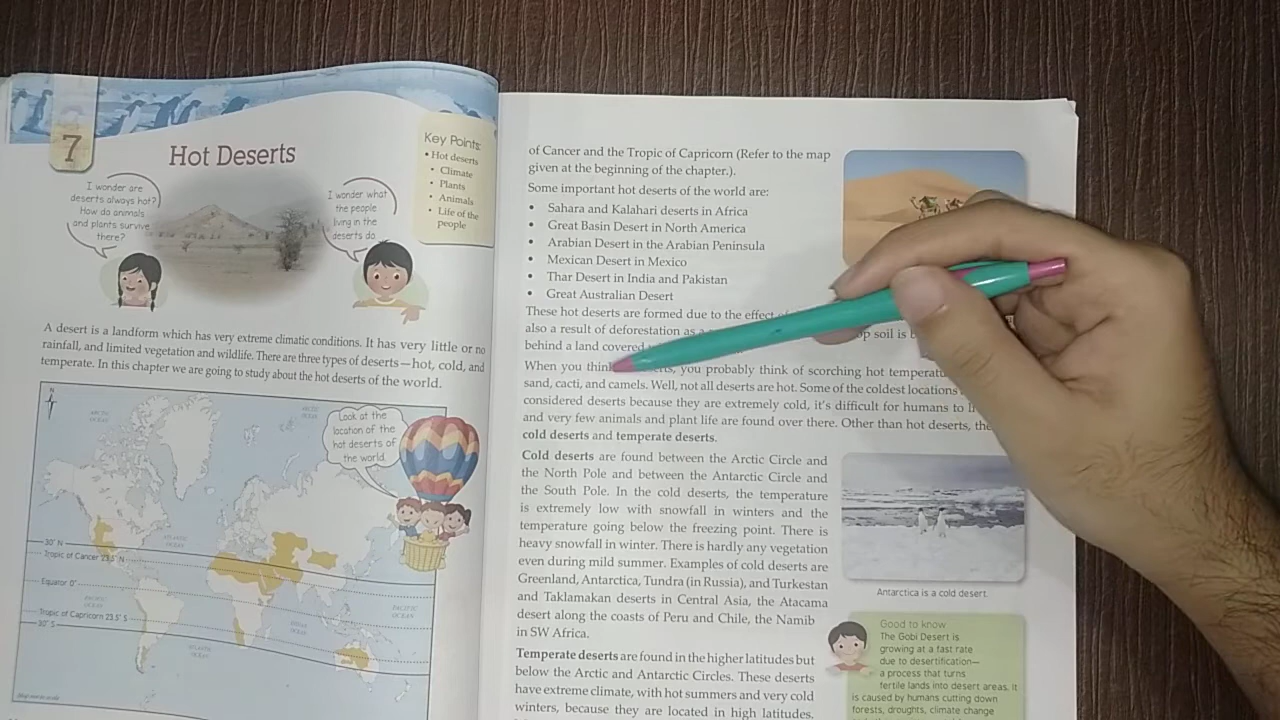 7
Hot Deserts
Key Points:
• Hot deserts
• Climate
• Plants
• Animals
• Life of the
people
I wonder are
deserts always hot?
How do animals
and plants survive
there?
I wonder what
the people
living in the
deserts do.
A desert is a landform which has very extreme climatic conditions. It has very little or no
rainfall, and limited vegetation and wildlife. There are three types of deserts—hot, cold, and
temperate. In this chapter we are going to study about the hot deserts of the world.
N
ARCTIC
OCEAN
ARCTIC
OCEAN
Look at the
location of the
hot deserts of
the world.
ATLANTIC
OCEAN
30° N
Tropic of Cancer 23.5° N
Equator 0°
PACIFIC
OCEAN
PACIFIC
OCEAN
Tropic of Capricorn 23.5° S
30° S
INDIAN
OCEAN
ATLANTIC
OCEAN
of Cancer and the Tropic of Capricorn (Refer to the map
given at the beginning of the chapter.).
Some important hot deserts of the world are:
• Sahara and Kalahari deserts in Africa
• Great Basin Desert in North America
• Arabian Desert in the Arabian Peninsula
• Mexican Desert in Mexico
• Thar Desert in India and Pakistan
• Great Australian Desert
These hot deserts are formed due to the effect
also a result of deforestation as soil is
behind a land covered
When you think you probably think of scorching hot
sand, cacti, and camels. Well, not all deserts are hot. Some of the coldest locations
considered deserts because they are extremely cold, it's difficult for humans to
and very few animals and plant life are found over there. Other than hot deserts,
cold deserts and temperate deserts.
Cold deserts are found between the Arctic Circle and
the North Pole and between the Antarctic Circle and
the South Pole. In the cold deserts, the temperature
is extremely low with snowfall in winters and the
temperature going below the freezing point. There is
heavy snowfall in winter. There is hardly any vegetation
even during mild summer. Examples of cold deserts are
Greenland, Antarctica, Tundra (in Russia), and Turkestan
and Taklamakan deserts in Central Asia, the Atacama
desert along the coasts of Peru and Chile, the Namib
in SW Africa.
Temperate deserts are found in the higher latitudes but
below the Arctic and Antarctic Circles. These deserts
have extreme climate, with hot summers and very cold
winters, because they are located in high latitudes.
Antarctica is a cold desert.
Good to know
The Gobi Desert is
growing at a fast rate
due to desertification—
a process that turns
fertile lands into desert areas. It
is caused by humans cutting down
forests, droughts, climate change